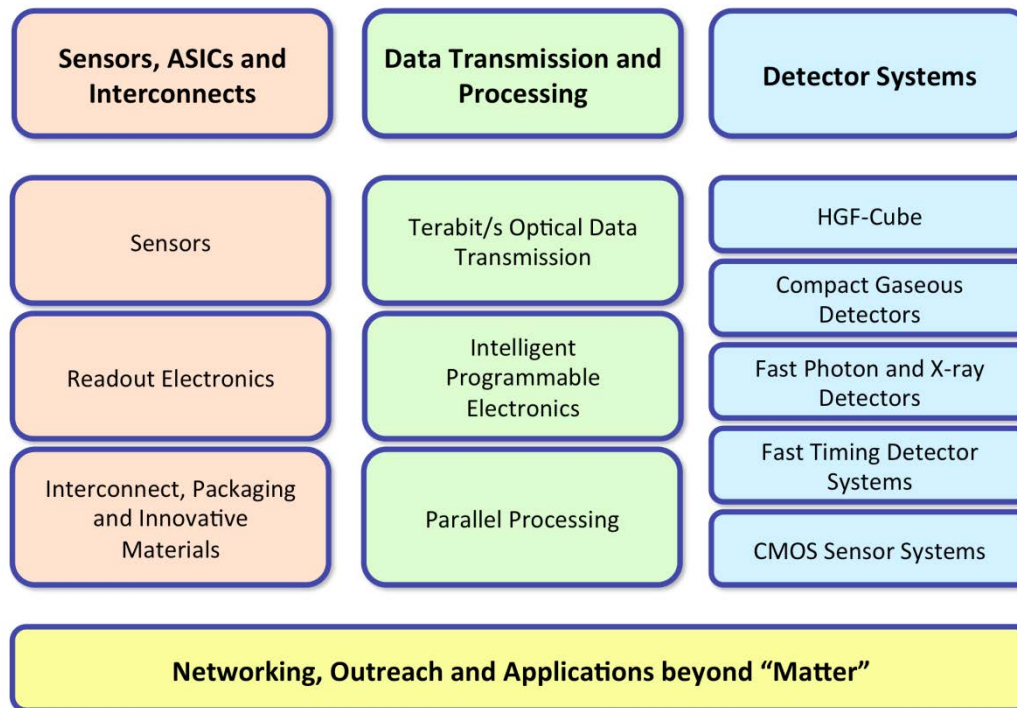 Sensors, ASICs and
Interconnects
Data Transmission and
Processing
Detector Systems
Sensors
Readout Electronics
Interconnect, Packaging
and Innovative
Materials
Terabit/s Optical Data
Transmission
Intelligent
Programmable
Electronics
Parallel Processing
HGF-Cube
Compact Gaseous
Detectors
Fast Photon and X-ray
Detectors
Fast Timing Detector
Systems
CMOS Sensor Systems
Networking, Outreach and Applications beyond “Matter”